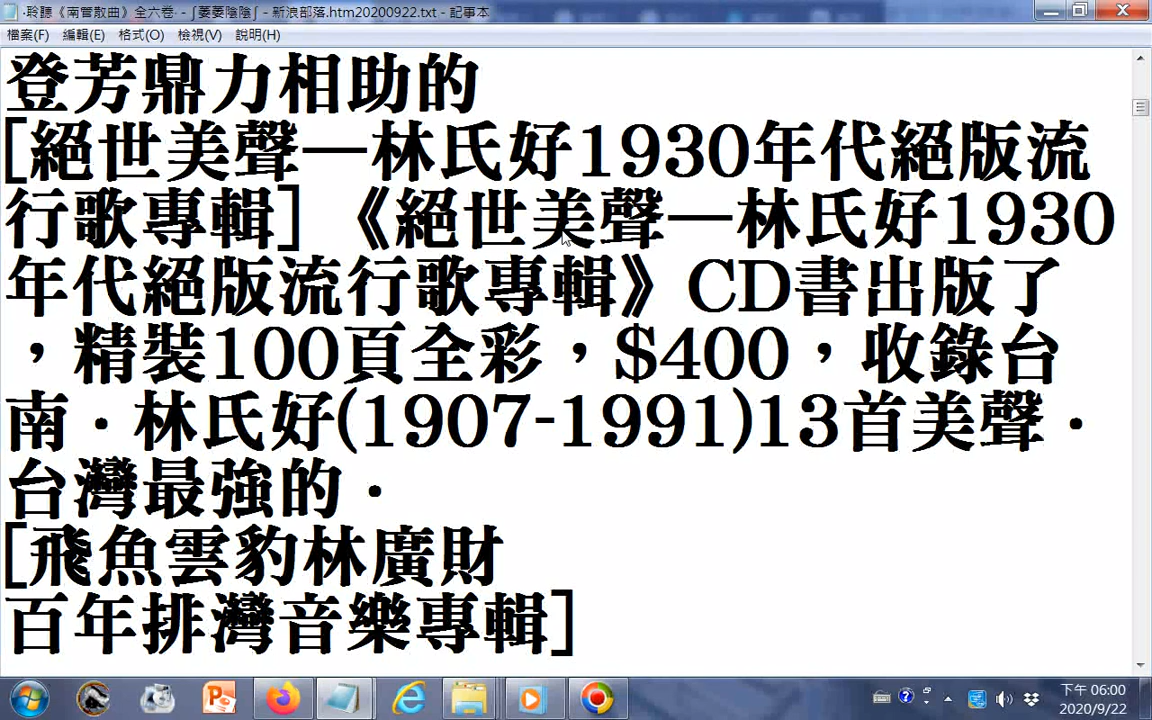 ·聆聽《南管散曲》全六卷· - ∫萋萋陰陰∫ - 新浪部落.htm20200922.txt - 記事本
檔案(F) 編輯(E) 格式(O) 檢視(V) 說明(H)
登芳鼎力相助的
[絕世美聲—林氏好1930年代絕版流
行歌專輯] 《絕世美聲—林氏好1930
年代絕版流行歌專輯》CD書出版了
，精裝100頁全彩，$400，收錄台
南．林氏好(1907-1991)13首美聲．
台灣最強的．
[飛魚雲豹林廣財
百年排灣音樂專輯]
下午 06:00
2020/9/22